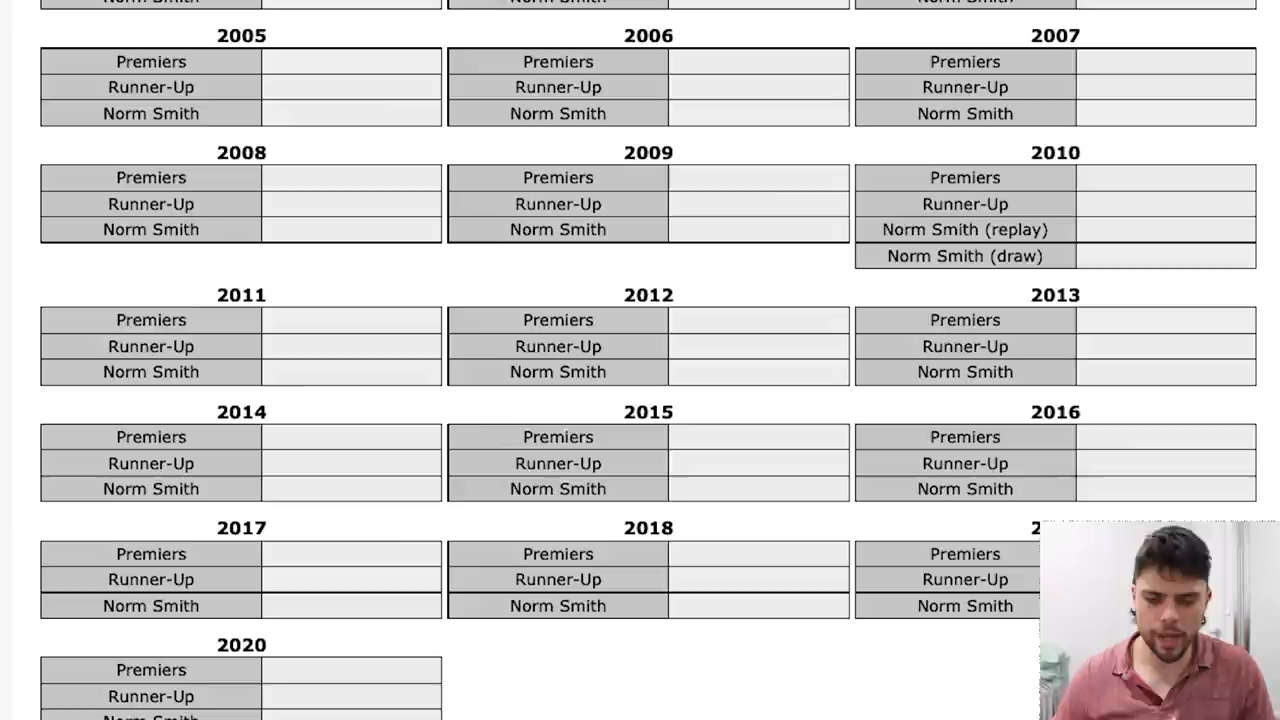 2005 2006 2007
Premiers Premiers Premiers
Runner-Up Runner-Up Runner-Up
Norm Smith Norm Smith Norm Smith
2008 2009 2010
Premiers Premiers Premiers
Runner-Up Runner-Up Runner-Up
Norm Smith Norm Smith Norm Smith (replay)
Norm Smith (draw)
2011 2012 2013
Premiers Premiers Premiers
Runner-Up Runner-Up Runner-Up
Norm Smith Norm Smith Norm Smith
2014 2015 2016
Premiers Premiers Premiers
Runner-Up Runner-Up Runner-Up
Norm Smith Norm Smith Norm Smith
2017 2018
Premiers Premiers Premiers
Runner-Up Runner-Up Runner-Up
Norm Smith Norm Smith Norm Smith
2020
Premiers
Runner-Up